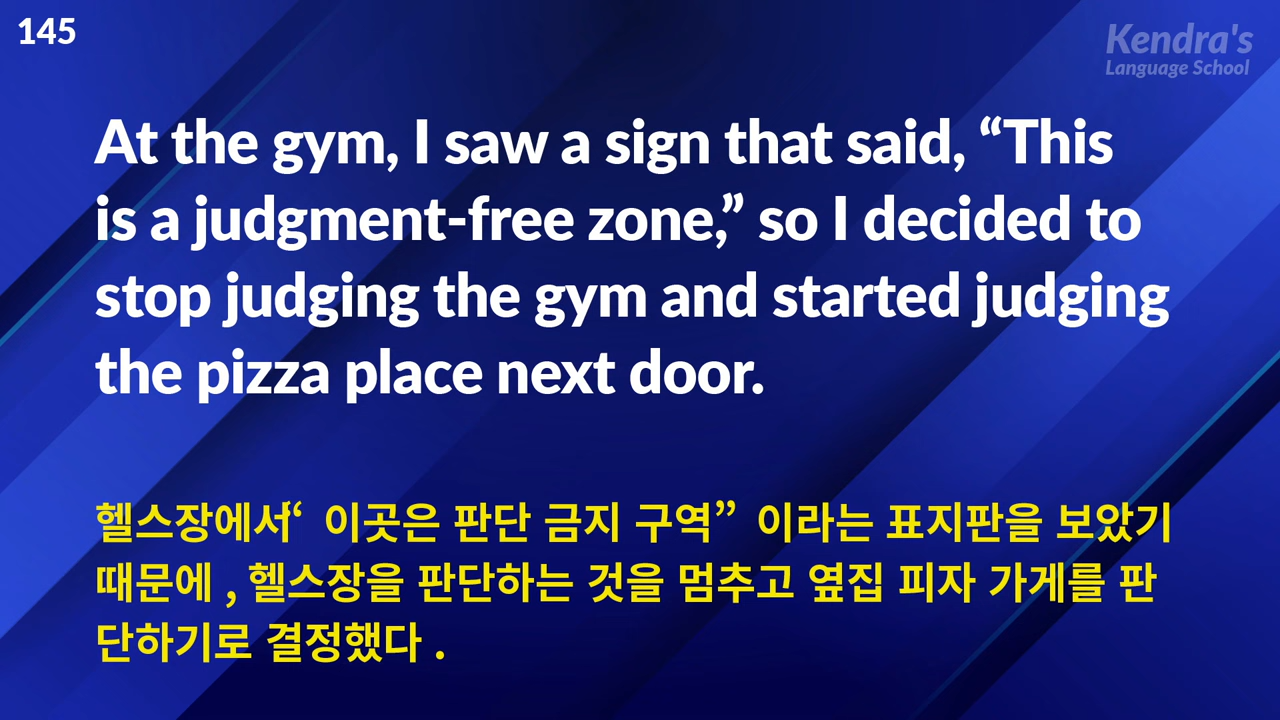 145
Kendra's
Language School
At the gym, I saw a sign that said, “This
is a judgment-free zone,” so I decided to
stop judging the gym and started judging
the pizza place next door.
헬스장에서“ 이곳은 판단 금지 구역” 이라는 표지판을 보았기
때문에 , 헬스장을 판단하는 것을 멈추고 옆집 피자 가게를 판
단하기로 결정했다 .